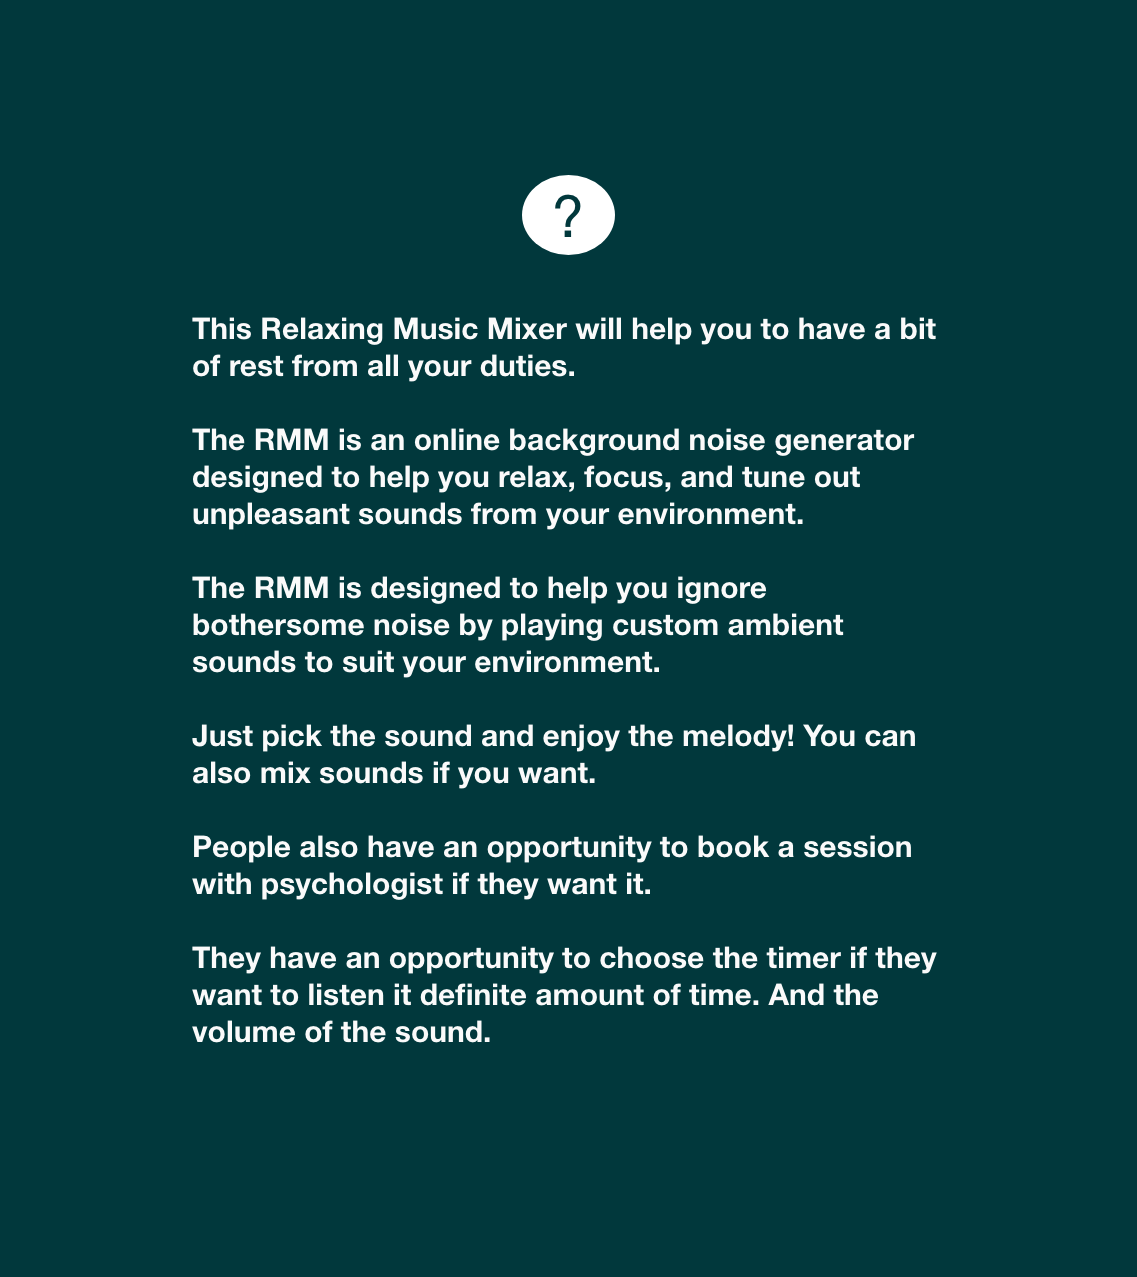 ?
This Relaxing Music Mixer will help you to have a bit
of rest from all your duties.
The RMM is an online background noise generator
designed to help you relax, focus, and tune out
unpleasant sounds from your environment.
The RMM is designed to help you ignore
bothersome noise by playing custom ambient
sounds to suit your environment.
Just pick the sound and enjoy the melody! You can
also mix sounds if you want.
People also have an opportunity to book a session
with psychologist if they want it.
They have an opportunity to choose the timer if they
want to listen it definite amount of time. And the
volume of the sound.